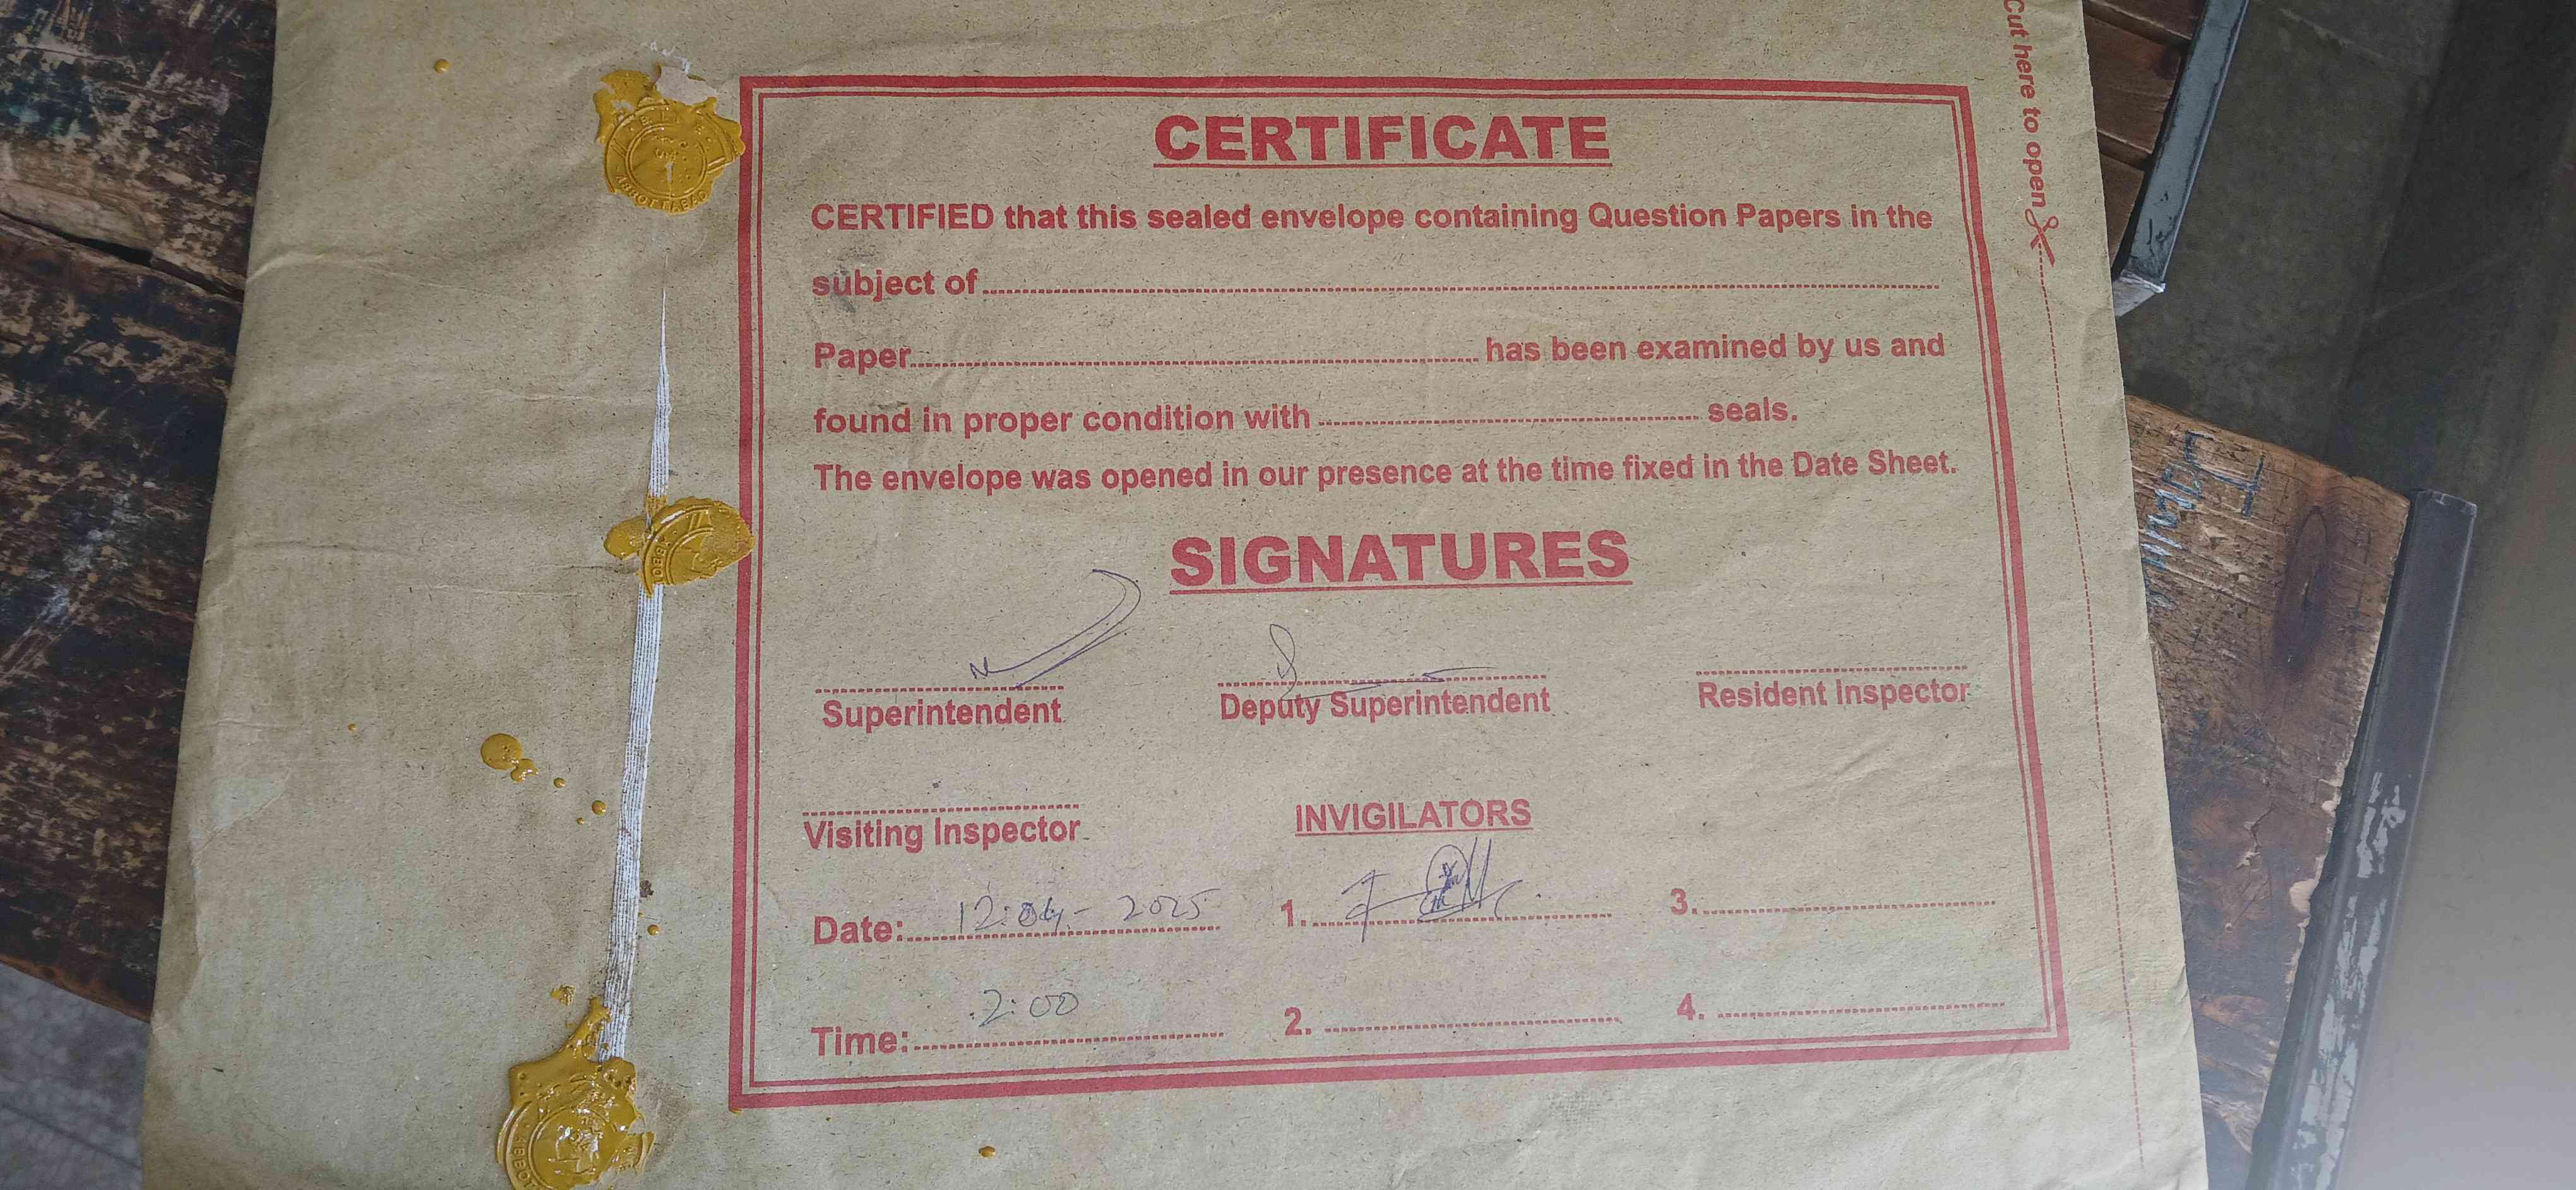 Cut here to open
CERTIFICATE
CERTIFIED that this sealed envelope containing Question Papers in the
subject of
Paper has been examined by us and
found in proper condition with seals.
The envelope was opened in our presence at the time fixed in the Date Sheet.
SIGNATURES
Superintendent Deputy Superintendent Resident Inspector
Visiting Inspector INVIGILATORS
Date: 12-04-2025 1. 3.
Time: 2:00 2. 4.
ABBOTTABAD